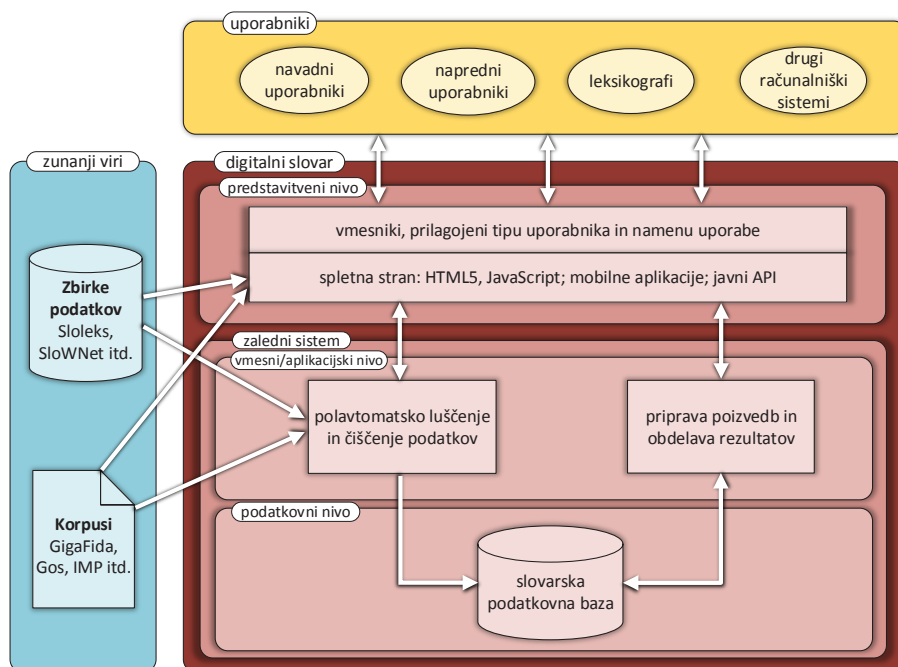 uporabniki
navadni
uporabniki
napredni
uporabniki
leksikografi
drugi
računalniški
sistemi
zunanji viri
Zbirke
podatkov
Sloleks,
SloWNet itd.
Korpusi
GigaFida,
Gos, IMP itd.
digitalni slovar
predstavitveni nivo
vmesniki, prilagojeni tipu uporabnika in namenu uporabe
spletna stran: HTML5, JavaScript; mobilne aplikacije; javni API
zaledni sistem
vmesni/aplikacijski nivo
polavtomatsko luščenje
in čiščenje podatkov
priprava poizvedb in
obdelava rezultatov
podatkovni nivo
slovarska
podatkovna baza